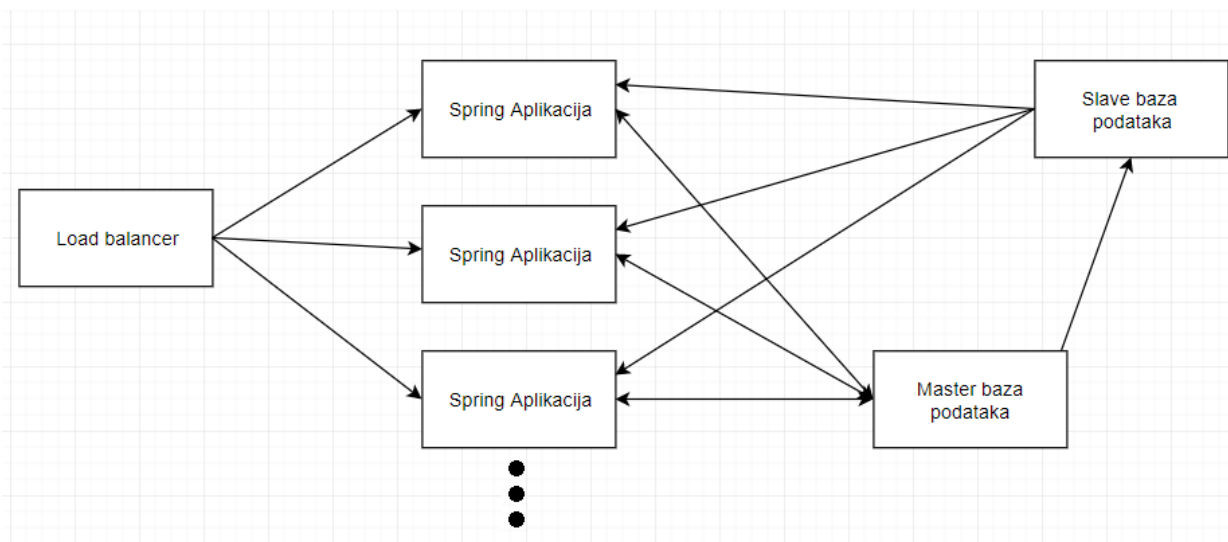 Load balancer
Spring Aplikacija
Spring Aplikacija
Spring Aplikacija
Slave baza
podataka
Master baza
podataka